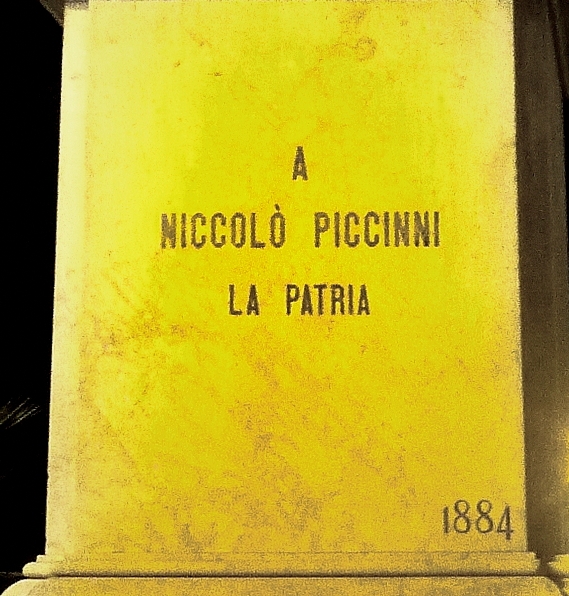 A
NICCOLÒ PICCINNI
LA PATRIA
1884